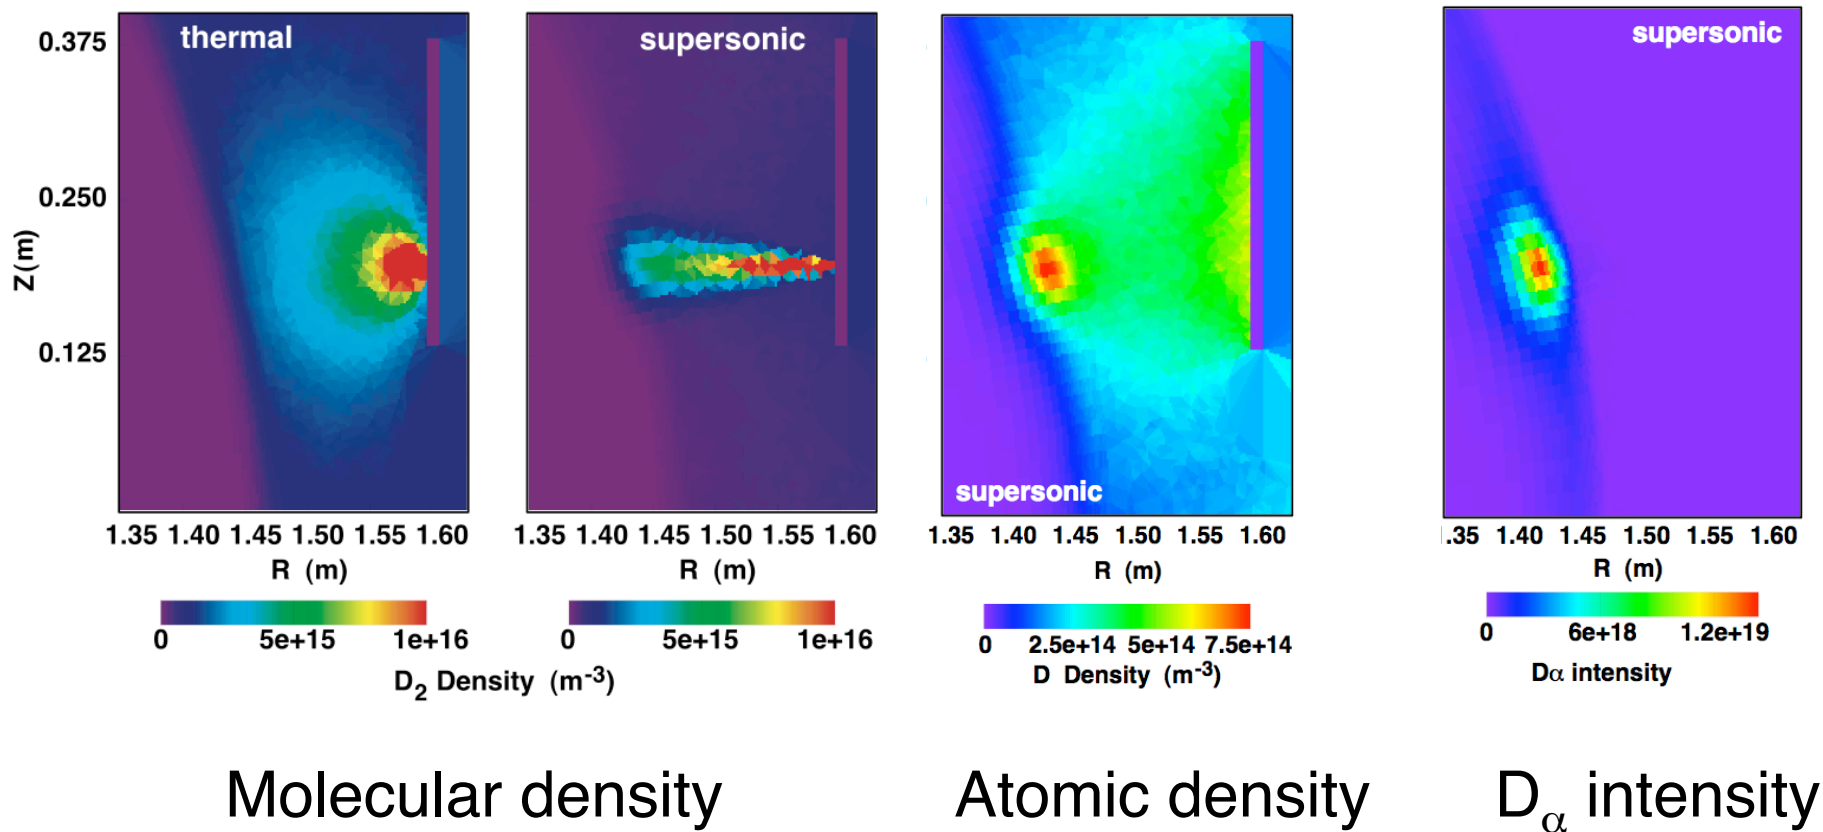 thermal
supersonic
supersonic
supersonic
0.375
0.250
0.125
Z(m)
1.35 1.40 1.45 1.50 1.55 1.60
R (m)
1.35 1.40 1.45 1.50 1.55 1.60
R (m)
1.35 1.40 1.45 1.50 1.55 1.60
R (m)
.35 1.40 1.45 1.50 1.55 1.60
R (m)
0 5e+15 1e+16
0 5e+15 1e+16
D₂ Density (m⁻³)
0 2.5e+14 5e+14 7.5e+14
D Density (m⁻³)
0 6e+18 1.2e+19
Dα intensity
Molecular density
Atomic density
Dα intensity